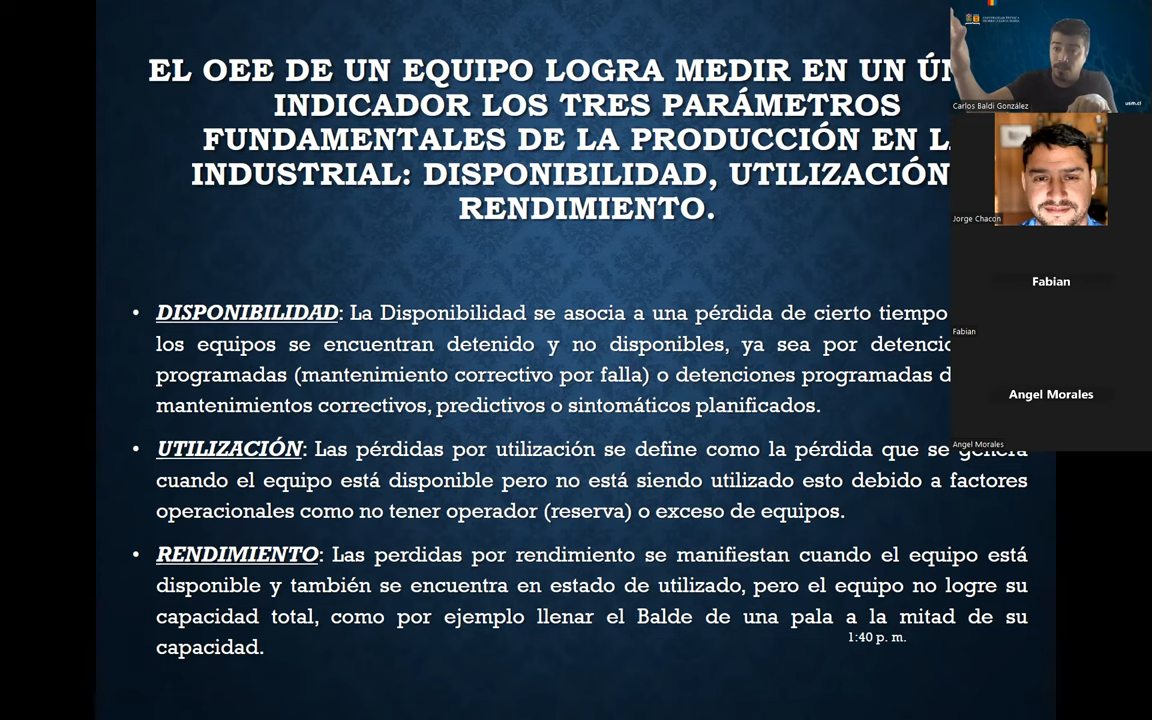 EL OEE DE UN EQUIPO LOGRA MEDIR EN UN
INDICADOR LOS TRES PARÁMETROS
FUNDAMENTALES DE LA PRODUCCIÓN EN
INDUSTRIAL: DISPONIBILIDAD, UTILIZACIÓN
RENDIMIENTO.
• DISPONIBILIDAD: La Disponibilidad se asocia a una pérdida de cierto tiempo
los equipos se encuentran detenido y no disponibles, ya sea por
programadas (mantenimiento correctivo por falla) o detenciones programadas
mantenimientos correctivos, predictivos o sintomáticos planificados.
• UTILIZACIÓN: Las pérdidas por utilización se define como la pérdida que se genera
cuando el equipo está disponible pero no está siendo utilizado esto debido a factores
operacionales como no tener operador (reserva) o exceso de equipos.
• RENDIMIENTO: Las perdidas por rendimiento se manifiestan cuando el equipo está
disponible y también se encuentra en estado de utilizado, pero el equipo no logre su
capacidad total, como por ejemplo llenar el Balde de una pala a la mitad de su
capacidad.
1:40 p. m.
Carlos Baldi González
usm.cl
Jorge Chacon
Fabian
Fabian
Angel Morales
Angel Morales